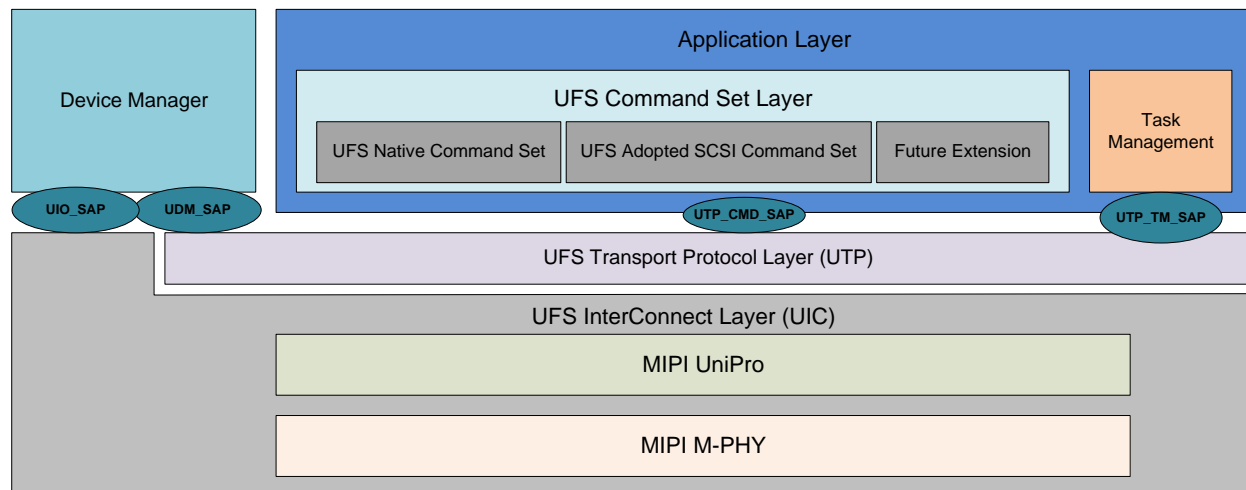 Application Layer
Device Manager
UFS Command Set Layer
Task
Management
UFS Native Command Set
UFS Adopted SCSI Command Set
Future Extension
UIO_SAP
UDM_SAP
UTP_CMD_SAP
UTP_TM_SAP
UFS Transport Protocol Layer (UTP)
UFS InterConnect Layer (UIC)
MIPI UniPro
MIPI M-PHY